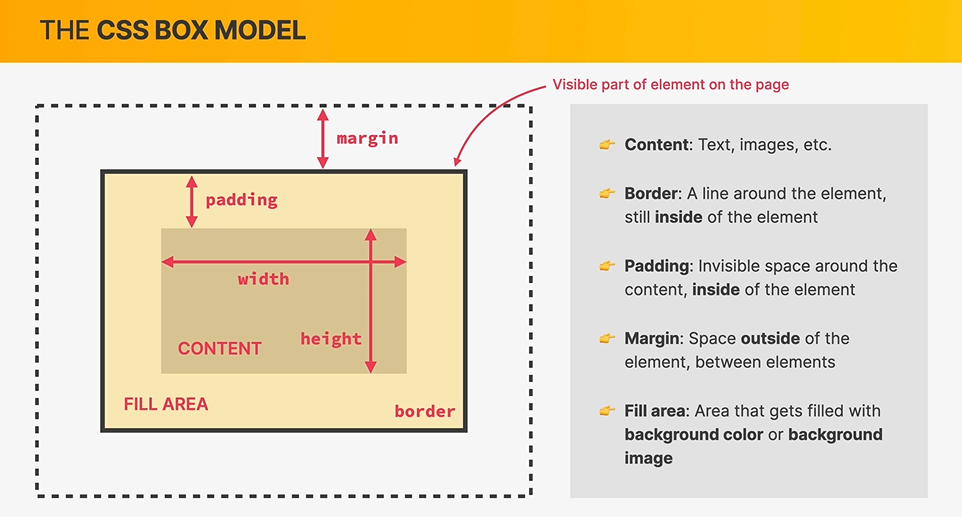 THE CSS BOX MODEL
Visible part of element on the page
margin
padding
width
height
CONTENT
FILL AREA
border
Content: Text, images, etc.
Border: A line around the element,
still inside of the element
Padding: Invisible space around the
content, inside of the element
Margin: Space outside of the
element, between elements
Fill area: Area that gets filled with
background color or background
image